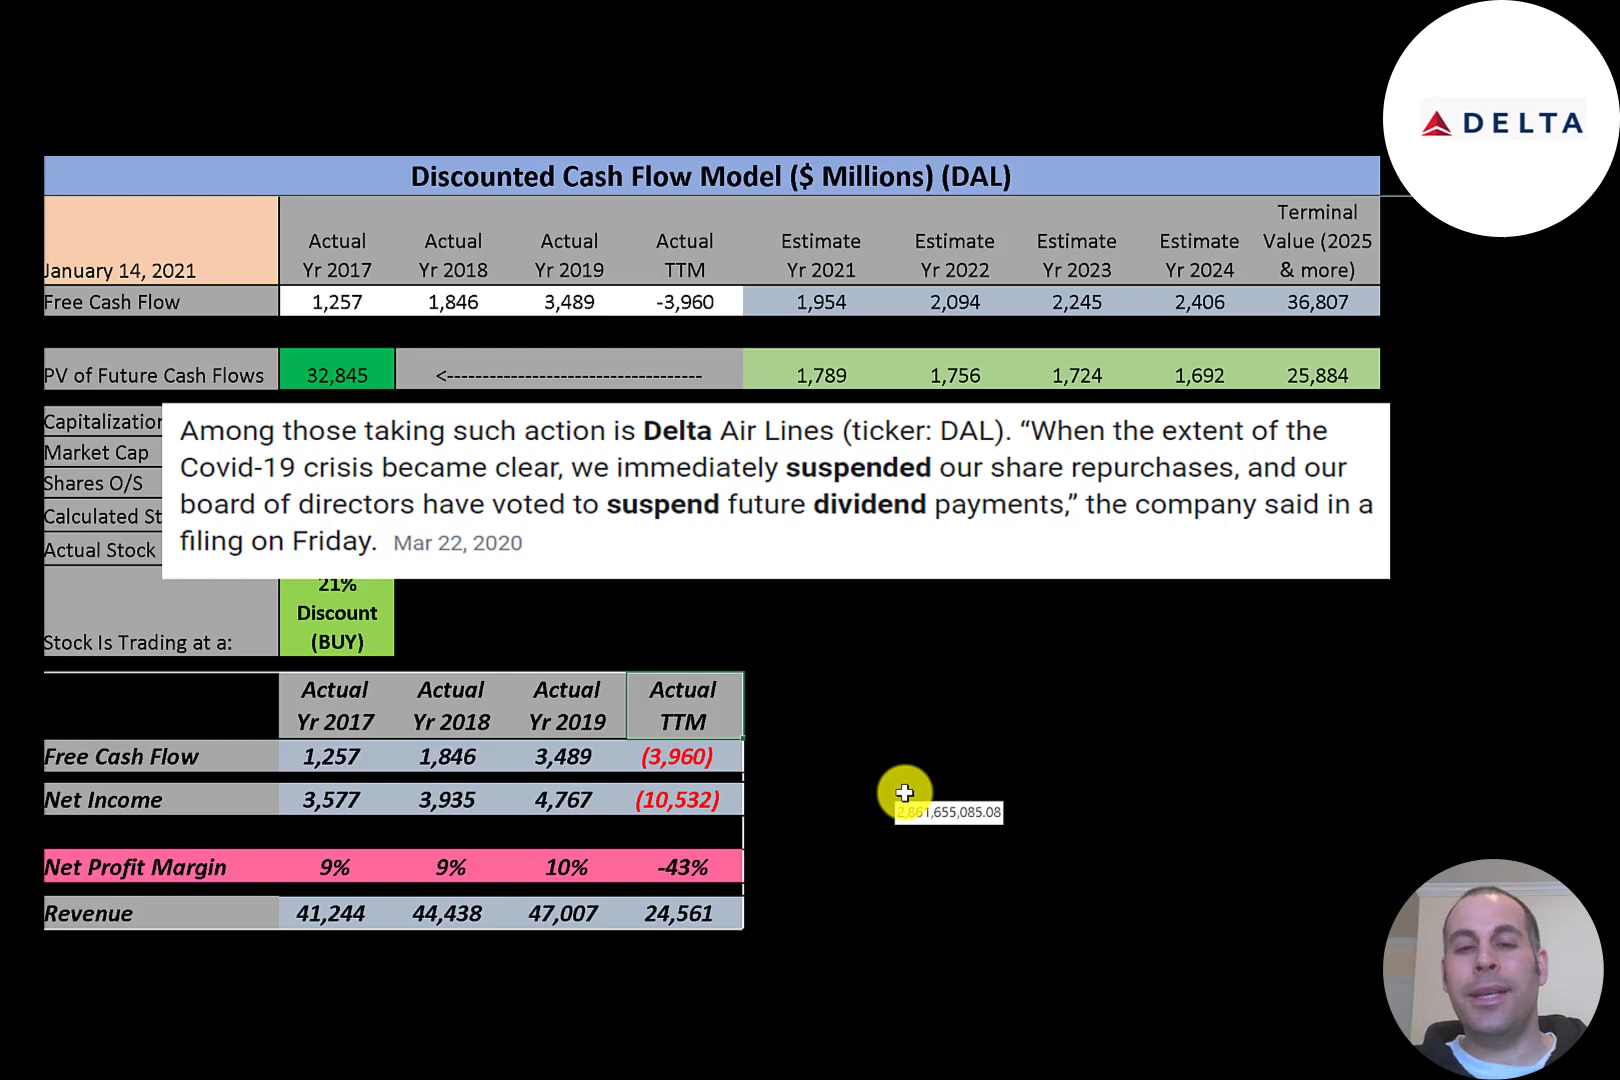 DELTA
Discounted Cash Flow Model ($ Millions) (DAL)
January 14, 2021 Actual Yr 2017 Actual Yr 2018 Actual Yr 2019 Actual TTM Estimate Yr 2021 Estimate Yr 2022 Estimate Yr 2023 Estimate Yr 2024 Terminal Value (2025 & more)
Free Cash Flow 1,257 1,846 3,489 -3,960 1,954 2,094 2,245 2,406 36,807
PV of Future Cash Flows 32,845 <---------------------------------- 1,789 1,756 1,724 1,692 25,884
Capitalization
Market Cap
Shares O/S
Calculated St
Actual Stock
Among those taking such action is Delta Air Lines (ticker: DAL). “When the extent of the
Covid-19 crisis became clear, we immediately suspended our share repurchases, and our
board of directors have voted to suspend future dividend payments,” the company said in a
filing on Friday. Mar 22, 2020
Stock Is Trading at a: 21% Discount (BUY)
Actual Yr 2017 Actual Yr 2018 Actual Yr 2019 Actual TTM
Free Cash Flow 1,257 1,846 3,489 (3,960)
Net Income 3,577 3,935 4,767 (10,532)
2,861,655,085.08
Net Profit Margin 9% 9% 10% -43%
Revenue 41,244 44,438 47,007 24,561